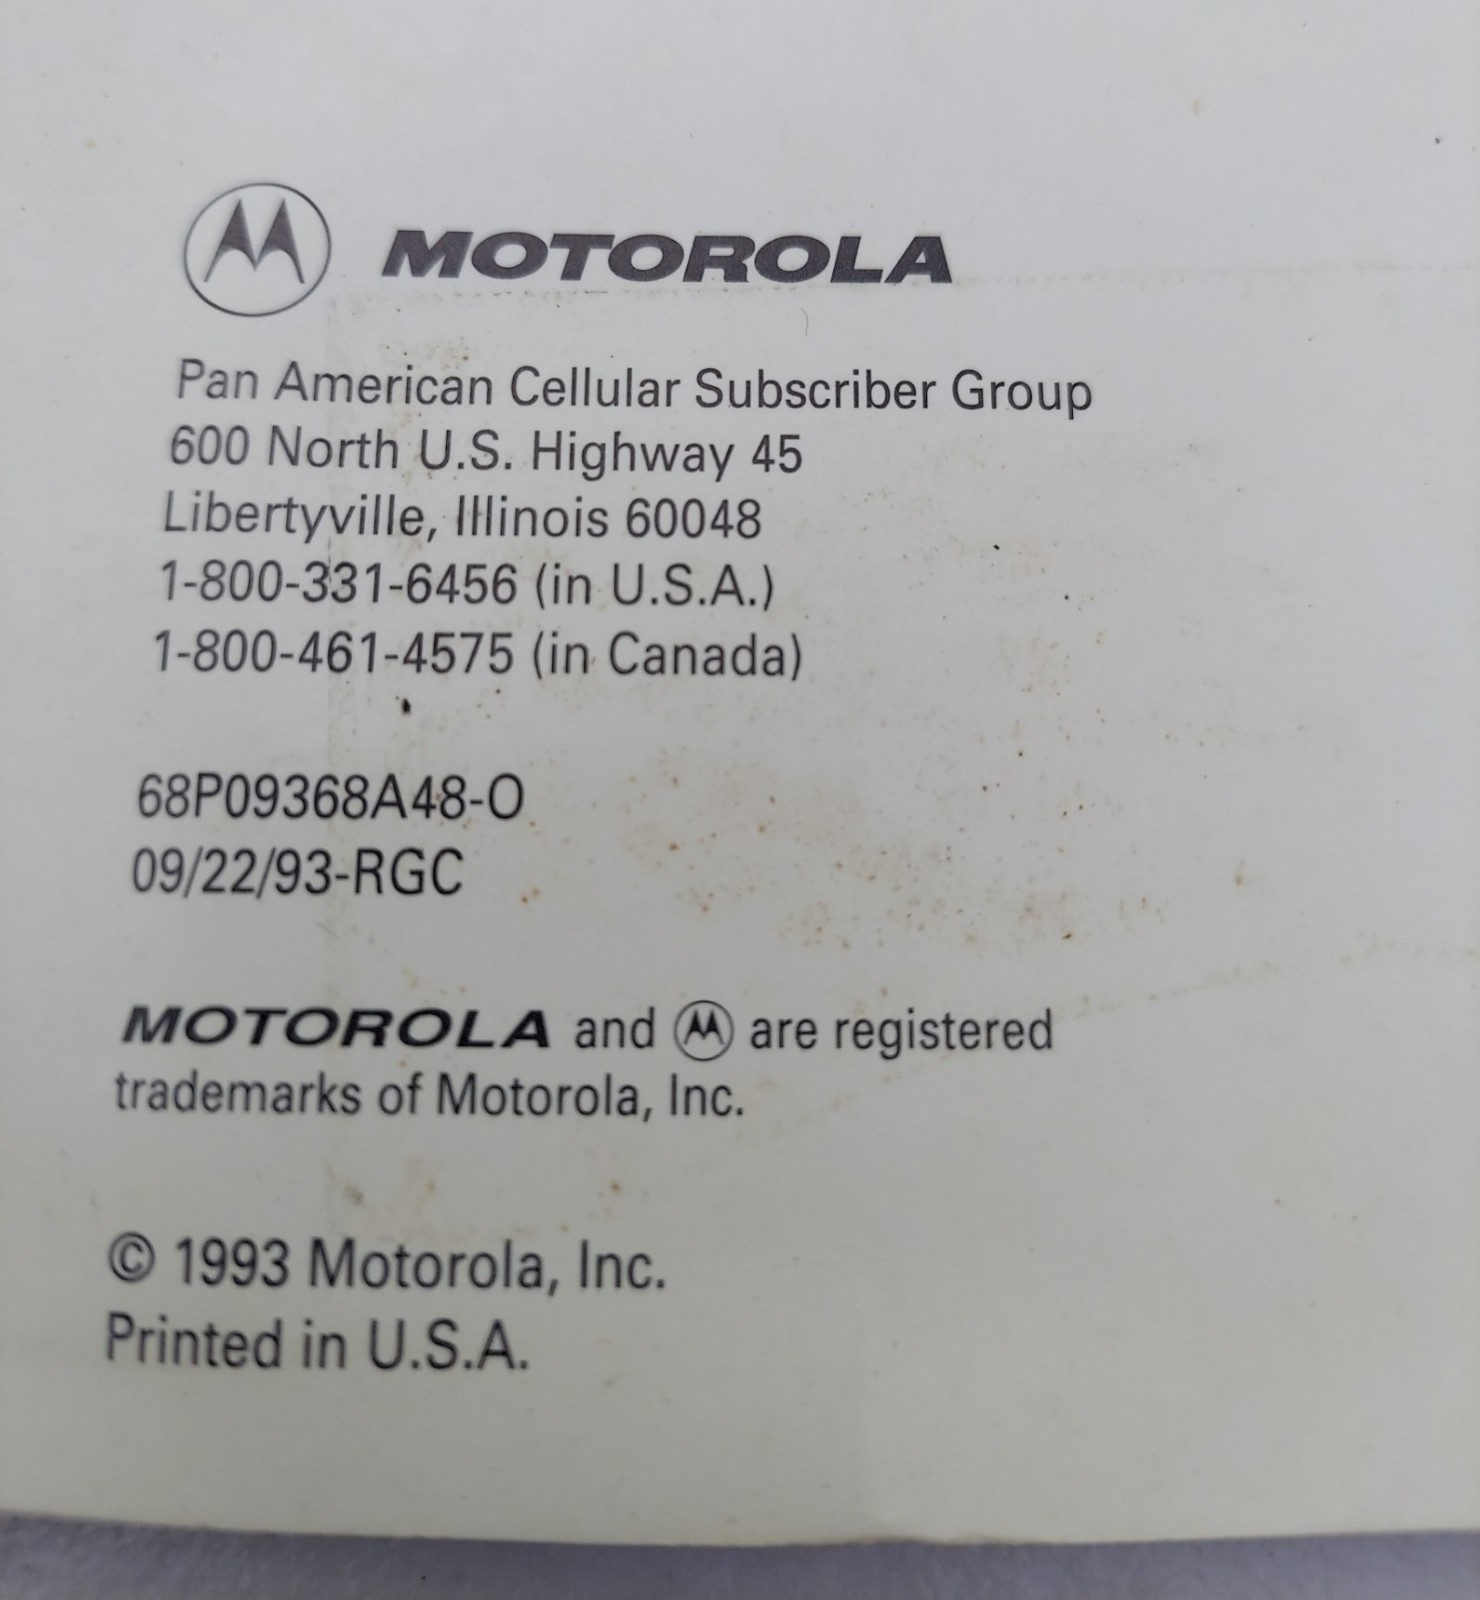 MOTOROLA
Pan American Cellular Subscriber Group
600 North U.S. Highway 45
Libertyville, Illinois 60048
1-800-331-6456 (in U.S.A.)
1-800-461-4575 (in Canada)
68P09368A48-O
09/22/93-RGC
MOTOROLA and Ⓜ are registered
trademarks of Motorola, Inc.
© 1993 Motorola, Inc.
Printed in U.S.A.